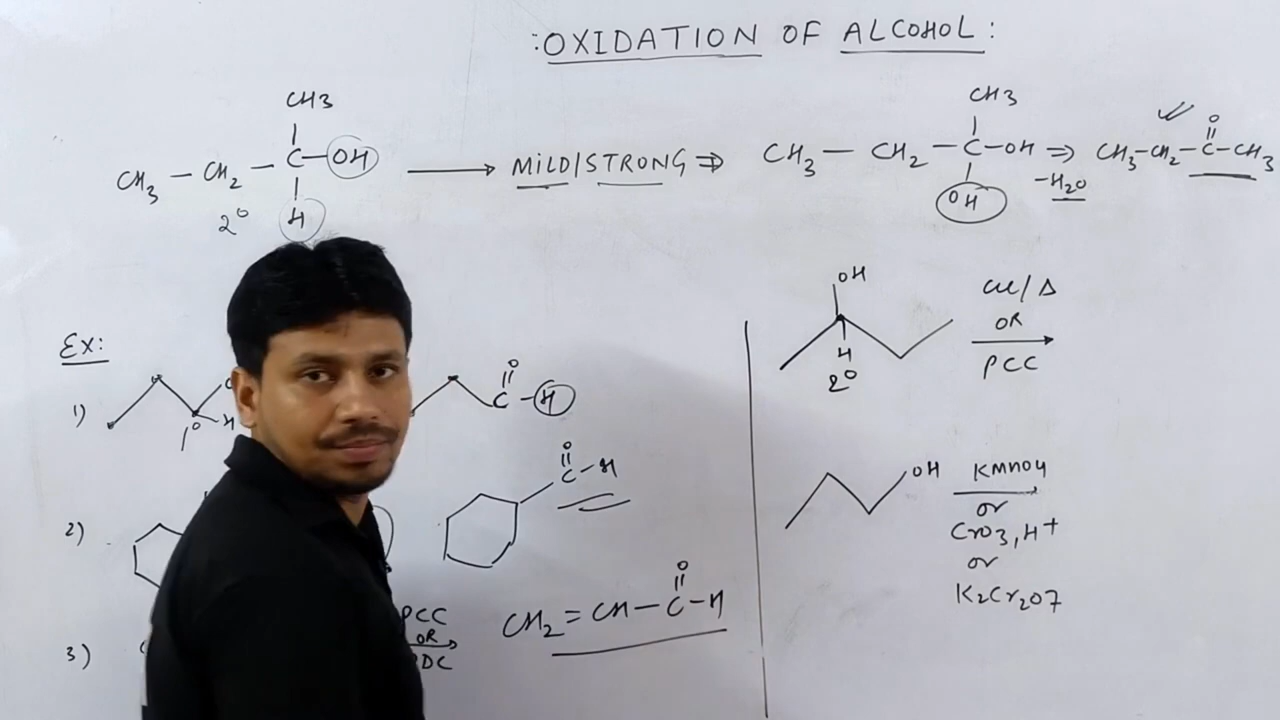 :OXIDATION OF ALCOHOL:
CH3
CH3 — CH2 — C — OH → MILD/STRONG ⇒
H
2°
CH3
CH3 — CH2 — C — OH ⇒
OH
-H2O
O
CH3-CH2-C-CH3
Ex:
1)
1°
H
O
C-H
2)
O
C-H
3)
PCC
OR
PDC
O
CH2=CH-C-H
OH
H
2°
Cu/Δ
OR
PCC
OH
KMnO4
or
CrO3, H+
or
K2Cr2O7